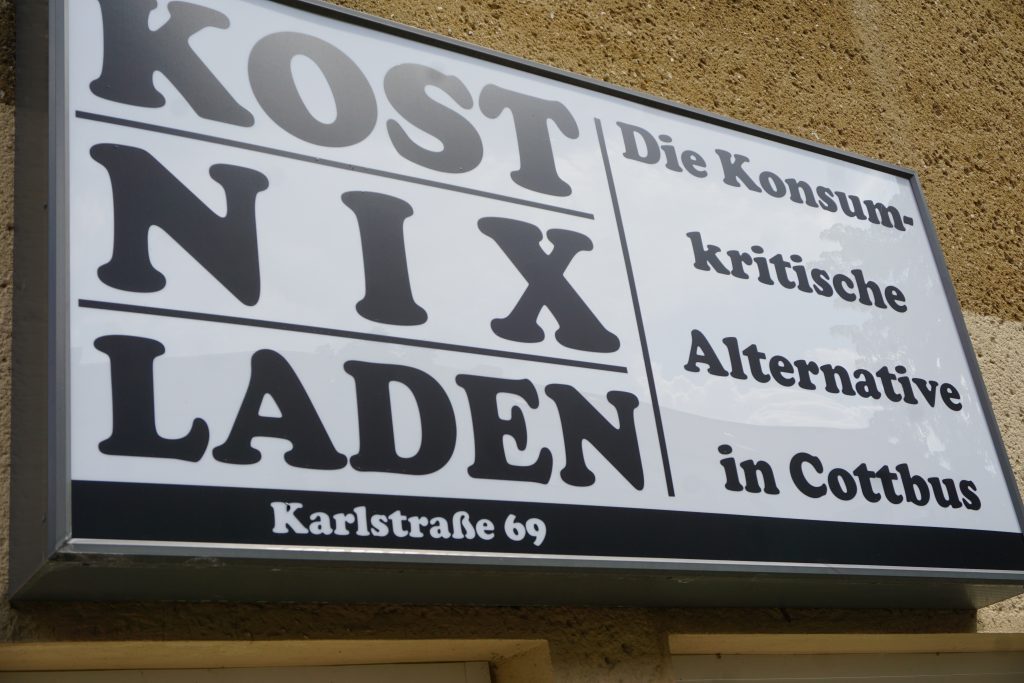 KOST
NIX
LADEN
Die Konsum-
kritische
Alternative
in Cottbus
Karlstraße 69